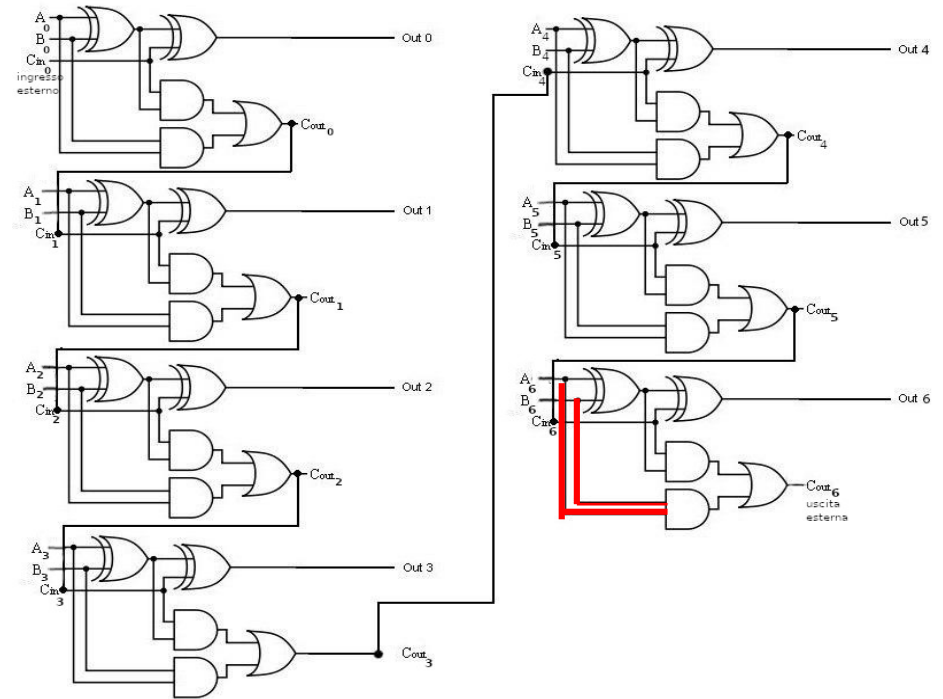 A0
B0
Cin0
ingresso
esterno
Out 0
Cout0
A1
B1
Cin1
Out 1
Cout1
A2
B2
Cin2
Out 2
Cout2
A3
B3
Cin3
Out 3
Cout3
A4
B4
Cin4
Out 4
Cout4
A5
B5
Cin5
Out 5
Cout5
A6
B6
Cin6
Out 6
Cout6
uscita
esterna